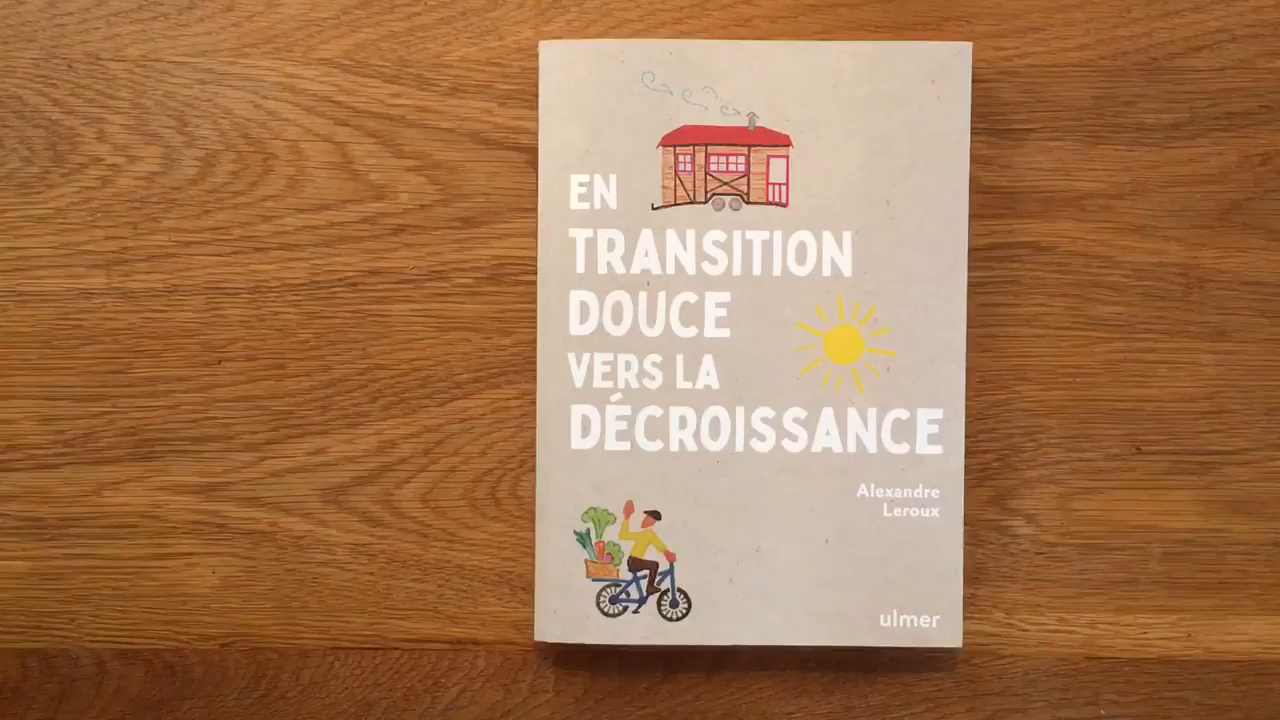 EN
TRANSITION
DOUCE
VERS LA
DÉCROISSANCE
Alexandre
Leroux
ulmer